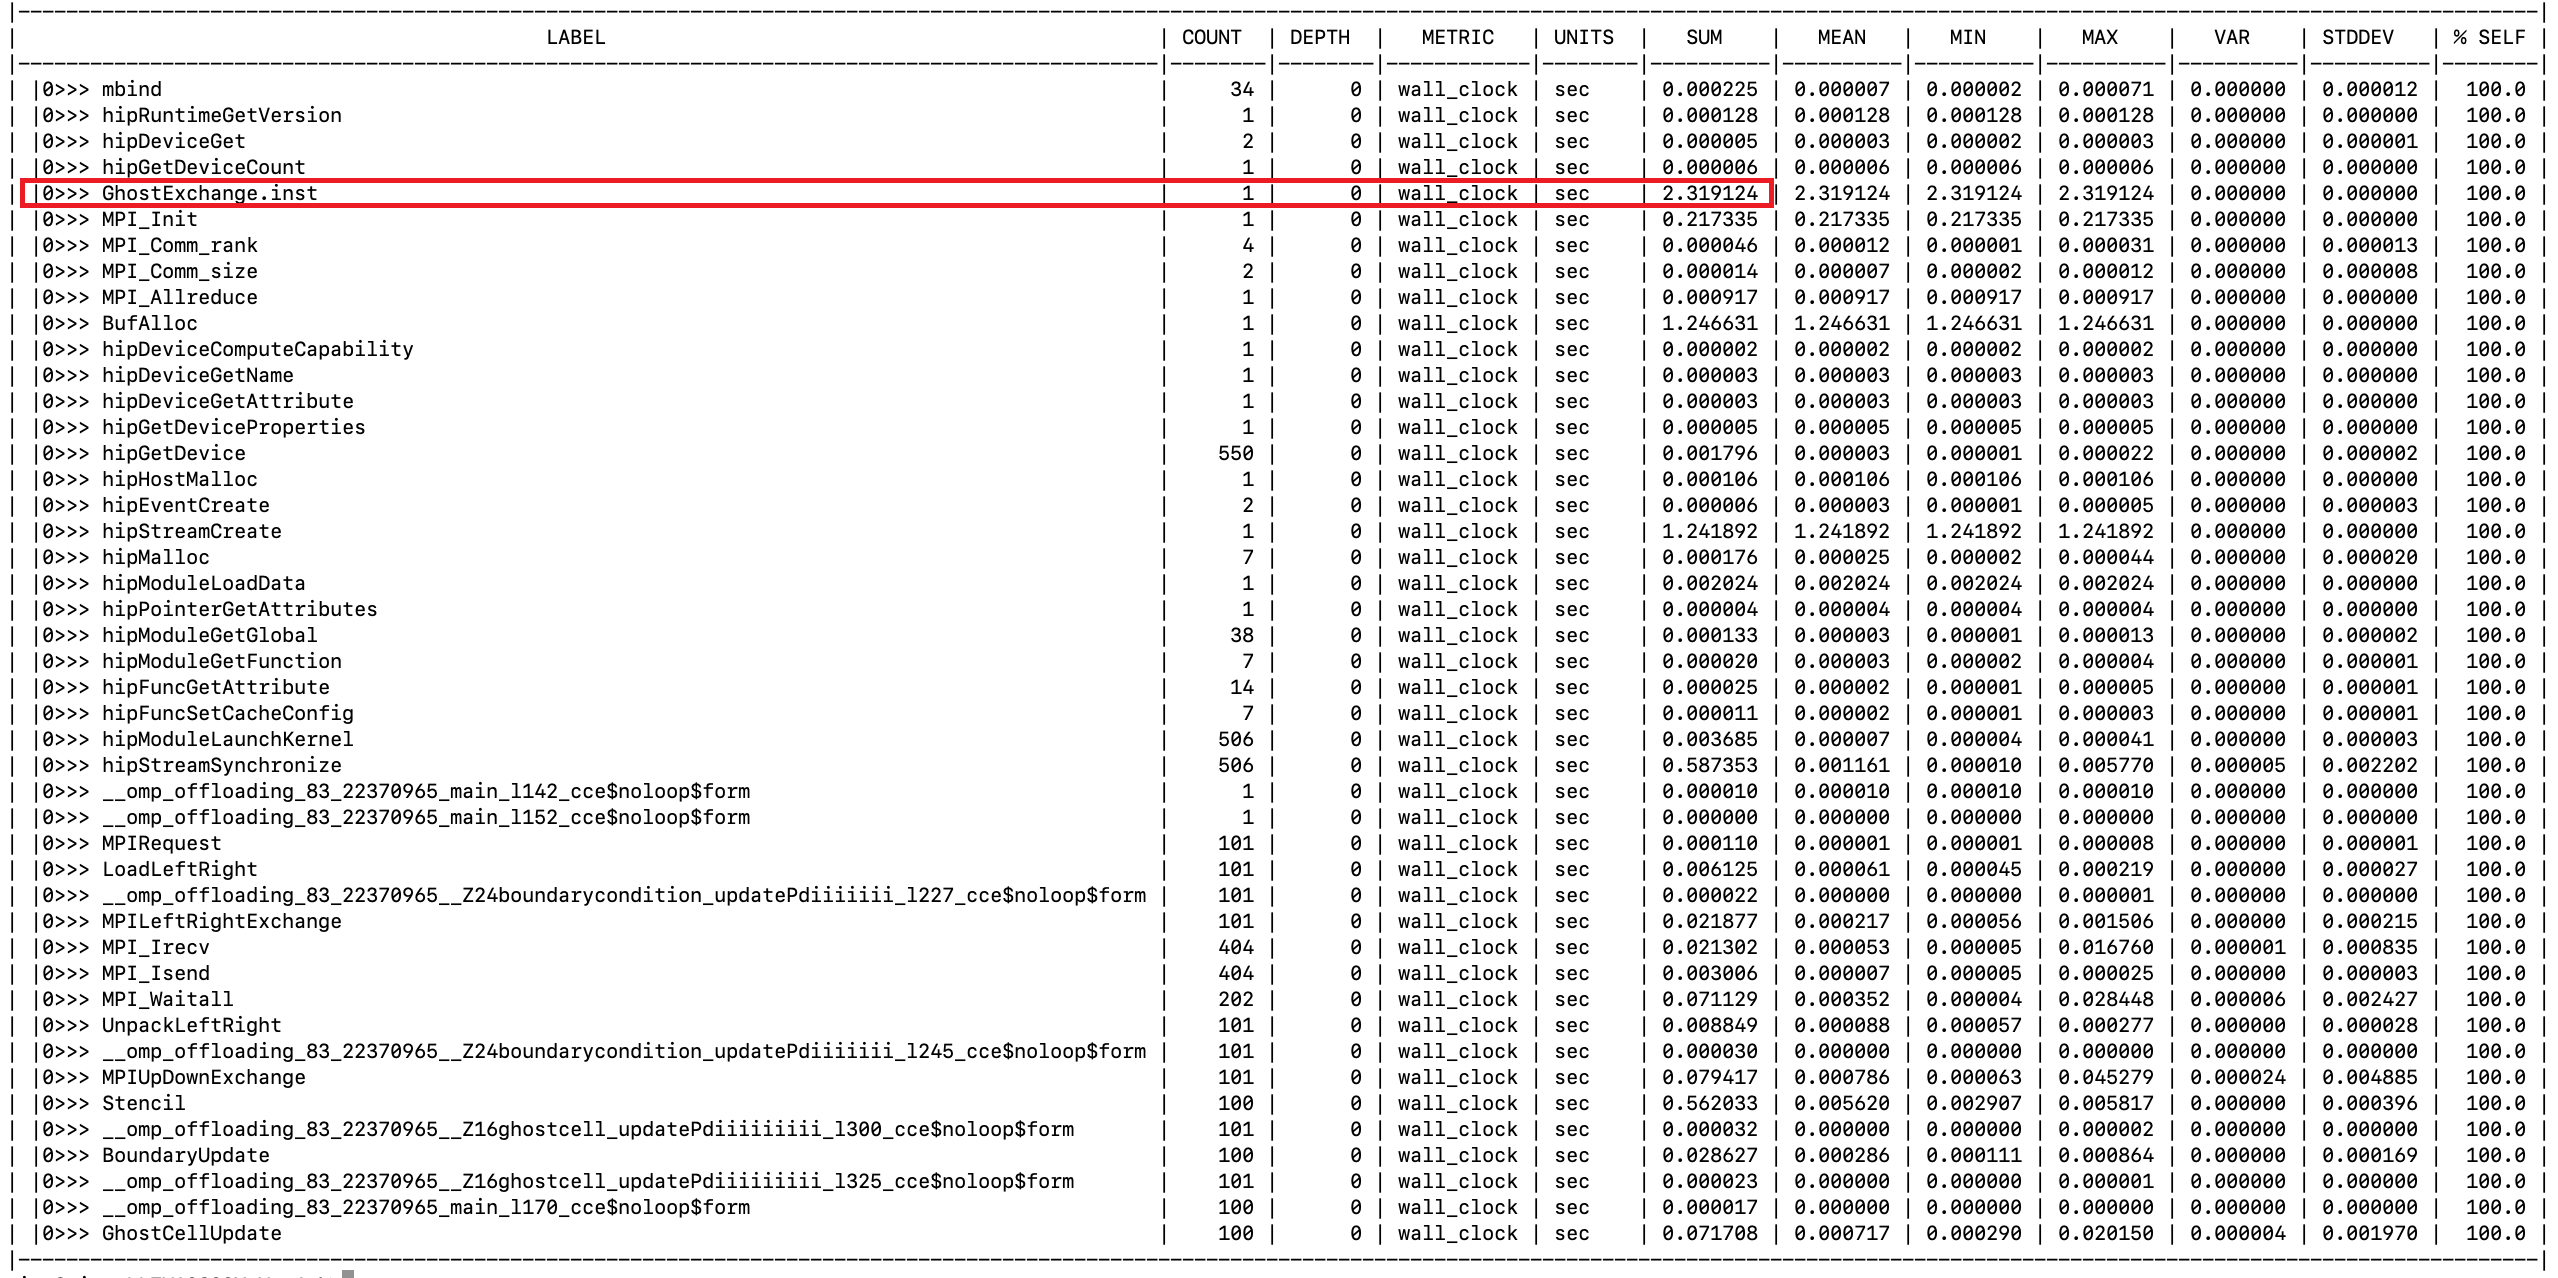 | LABEL | COUNT | DEPTH | METRIC | UNITS | SUM | MEAN | MIN | MAX | VAR | STDDEV | % SELF |
| |0>>> mbind | 34 | 0 | wall_clock | sec | 0.000225 | 0.000007 | 0.000002 | 0.000071 | 0.000000 | 0.000012 | 100.0 |
| |0>>> hipRuntimeGetVersion | 1 | 0 | wall_clock | sec | 0.000128 | 0.000128 | 0.000128 | 0.000128 | 0.000000 | 0.000000 | 100.0 |
| |0>>> hipDeviceGet | 2 | 0 | wall_clock | sec | 0.000005 | 0.000003 | 0.000002 | 0.000003 | 0.000000 | 0.000001 | 100.0 |
| |0>>> hipGetDeviceCount | 1 | 0 | wall_clock | sec | 0.000006 | 0.000006 | 0.000006 | 0.000006 | 0.000000 | 0.000000 | 100.0 |
| |0>>> GhostExchange.inst | 1 | 0 | wall_clock | sec | 2.319124 | 2.319124 | 2.319124 | 2.319124 | 0.000000 | 0.000000 | 100.0 |
| |0>>> MPI_Init | 1 | 0 | wall_clock | sec | 0.217335 | 0.217335 | 0.217335 | 0.217335 | 0.000000 | 0.000000 | 100.0 |
| |0>>> MPI_Comm_rank | 4 | 0 | wall_clock | sec | 0.000046 | 0.000012 | 0.000001 | 0.000031 | 0.000000 | 0.000013 | 100.0 |
| |0>>> MPI_Comm_size | 2 | 0 | wall_clock | sec | 0.000014 | 0.000007 | 0.000002 | 0.000012 | 0.000000 | 0.000008 | 100.0 |
| |0>>> MPI_Allreduce | 1 | 0 | wall_clock | sec | 0.000917 | 0.000917 | 0.000917 | 0.000917 | 0.000000 | 0.000000 | 100.0 |
| |0>>> BufAlloc | 1 | 0 | wall_clock | sec | 1.246631 | 1.246631 | 1.246631 | 1.246631 | 0.000000 | 0.000000 | 100.0 |
| |0>>> hipDeviceComputeCapability | 1 | 0 | wall_clock | sec | 0.000002 | 0.000002 | 0.000002 | 0.000002 | 0.000000 | 0.000000 | 100.0 |
| |0>>> hipDeviceGetName | 1 | 0 | wall_clock | sec | 0.000003 | 0.000003 | 0.000003 | 0.000003 | 0.000000 | 0.000000 | 100.0 |
| |0>>> hipDeviceGetAttribute | 1 | 0 | wall_clock | sec | 0.000003 | 0.000003 | 0.000003 | 0.000003 | 0.000000 | 0.000000 | 100.0 |
| |0>>> hipGetDeviceProperties | 1 | 0 | wall_clock | sec | 0.000005 | 0.000005 | 0.000005 | 0.000005 | 0.000000 | 0.000000 | 100.0 |
| |0>>> hipGetDevice | 550 | 0 | wall_clock | sec | 0.001796 | 0.000003 | 0.000001 | 0.000022 | 0.000000 | 0.000002 | 100.0 |
| |0>>> hipHostMalloc | 1 | 0 | wall_clock | sec | 0.000106 | 0.000106 | 0.000106 | 0.000106 | 0.000000 | 0.000000 | 100.0 |
| |0>>> hipEventCreate | 2 | 0 | wall_clock | sec | 0.000006 | 0.000003 | 0.000001 | 0.000005 | 0.000000 | 0.000003 | 100.0 |
| |0>>> hipStreamCreate | 1 | 0 | wall_clock | sec | 1.241892 | 1.241892 | 1.241892 | 1.241892 | 0.000000 | 0.000000 | 100.0 |
| |0>>> hipMalloc | 7 | 0 | wall_clock | sec | 0.000176 | 0.000025 | 0.000002 | 0.000044 | 0.000000 | 0.000020 | 100.0 |
| |0>>> hipModuleLoadData | 1 | 0 | wall_clock | sec | 0.002024 | 0.002024 | 0.002024 | 0.002024 | 0.000000 | 0.000000 | 100.0 |
| |0>>> hipPointerGetAttributes | 1 | 0 | wall_clock | sec | 0.000004 | 0.000004 | 0.000004 | 0.000004 | 0.000000 | 0.000000 | 100.0 |
| |0>>> hipModuleGetGlobal | 38 | 0 | wall_clock | sec | 0.000133 | 0.000003 | 0.000001 | 0.000013 | 0.000000 | 0.000002 | 100.0 |
| |0>>> hipModuleGetFunction | 7 | 0 | wall_clock | sec | 0.000020 | 0.000003 | 0.000002 | 0.000004 | 0.000000 | 0.000001 | 100.0 |
| |0>>> hipFuncGetAttribute | 14 | 0 | wall_clock | sec | 0.000025 | 0.000002 | 0.000001 | 0.000005 | 0.000000 | 0.000001 | 100.0 |
| |0>>> hipFuncSetCacheConfig | 7 | 0 | wall_clock | sec | 0.000011 | 0.000002 | 0.000001 | 0.000003 | 0.000000 | 0.000001 | 100.0 |
| |0>>> hipModuleLaunchKernel | 506 | 0 | wall_clock | sec | 0.003685 | 0.000007 | 0.000004 | 0.000041 | 0.000000 | 0.000003 | 100.0 |
| |0>>> hipStreamSynchronize | 506 | 0 | wall_clock | sec | 0.587353 | 0.001161 | 0.000010 | 0.005770 | 0.000005 | 0.002202 | 100.0 |
| |0>>> __omp_offloading_83_22370965_main_l142_cce$noloop$form | 1 | 0 | wall_clock | sec | 0.000010 | 0.000010 | 0.000010 | 0.000010 | 0.000000 | 0.000000 | 100.0 |
| |0>>> __omp_offloading_83_22370965_main_l152_cce$noloop$form | 1 | 0 | wall_clock | sec | 0.000000 | 0.000000 | 0.000000 | 0.000000 | 0.000000 | 0.000000 | 100.0 |
| |0>>> MPIRequest | 101 | 0 | wall_clock | sec | 0.000110 | 0.000001 | 0.000001 | 0.000008 | 0.000000 | 0.000001 | 100.0 |
| |0>>> LoadLeftRight | 101 | 0 | wall_clock | sec | 0.006125 | 0.000061 | 0.000045 | 0.000219 | 0.000000 | 0.000027 | 100.0 |
| |0>>> __omp_offloading_83_22370965__Z24boundarycondition_updatePdiiiiiii_l227_cce$noloop$form | 101 | 0 | wall_clock | sec | 0.000022 | 0.000000 | 0.000000 | 0.000001 | 0.000000 | 0.000000 | 100.0 |
| |0>>> MPILeftRightExchange | 101 | 0 | wall_clock | sec | 0.021877 | 0.000217 | 0.000056 | 0.001506 | 0.000000 | 0.000215 | 100.0 |
| |0>>> MPI_Irecv | 404 | 0 | wall_clock | sec | 0.021302 | 0.000053 | 0.000005 | 0.016760 | 0.000001 | 0.000835 | 100.0 |
| |0>>> MPI_Isend | 404 | 0 | wall_clock | sec | 0.003006 | 0.000007 | 0.000005 | 0.000025 | 0.000000 | 0.000003 | 100.0 |
| |0>>> MPI_Waitall | 202 | 0 | wall_clock | sec | 0.071129 | 0.000352 | 0.000004 | 0.028448 | 0.000006 | 0.002427 | 100.0 |
| |0>>> UnpackLeftRight | 101 | 0 | wall_clock | sec | 0.008849 | 0.000088 | 0.000057 | 0.000277 | 0.000000 | 0.000028 | 100.0 |
| |0>>> __omp_offloading_83_22370965__Z24boundarycondition_updatePdiiiiiii_l245_cce$noloop$form | 101 | 0 | wall_clock | sec | 0.000030 | 0.000000 | 0.000000 | 0.000000 | 0.000000 | 0.000000 | 100.0 |
| |0>>> MPIUpDownExchange | 101 | 0 | wall_clock | sec | 0.079417 | 0.000786 | 0.000063 | 0.045279 | 0.000024 | 0.004885 | 100.0 |
| |0>>> Stencil | 100 | 0 | wall_clock | sec | 0.562033 | 0.005620 | 0.002907 | 0.005817 | 0.000000 | 0.000396 | 100.0 |
| |0>>> __omp_offloading_83_22370965__Z16ghostcell_updatePdiiiiiiiii_l300_cce$noloop$form | 101 | 0 | wall_clock | sec | 0.000032 | 0.000000 | 0.000000 | 0.000002 | 0.000000 | 0.000000 | 100.0 |
| |0>>> BoundaryUpdate | 100 | 0 | wall_clock | sec | 0.028627 | 0.000286 | 0.000111 | 0.000864 | 0.000000 | 0.000169 | 100.0 |
| |0>>> __omp_offloading_83_22370965__Z16ghostcell_updatePdiiiiiiiii_l325_cce$noloop$form | 101 | 0 | wall_clock | sec | 0.000023 | 0.000000 | 0.000000 | 0.000001 | 0.000000 | 0.000000 | 100.0 |
| |0>>> __omp_offloading_83_22370965_main_l170_cce$noloop$form | 100 | 0 | wall_clock | sec | 0.000017 | 0.000000 | 0.000000 | 0.000000 | 0.000000 | 0.000000 | 100.0 |
| |0>>> GhostCellUpdate | 100 | 0 | wall_clock | sec | 0.071708 | 0.000717 | 0.000290 | 0.020150 | 0.000004 | 0.001970 | 100.0 |